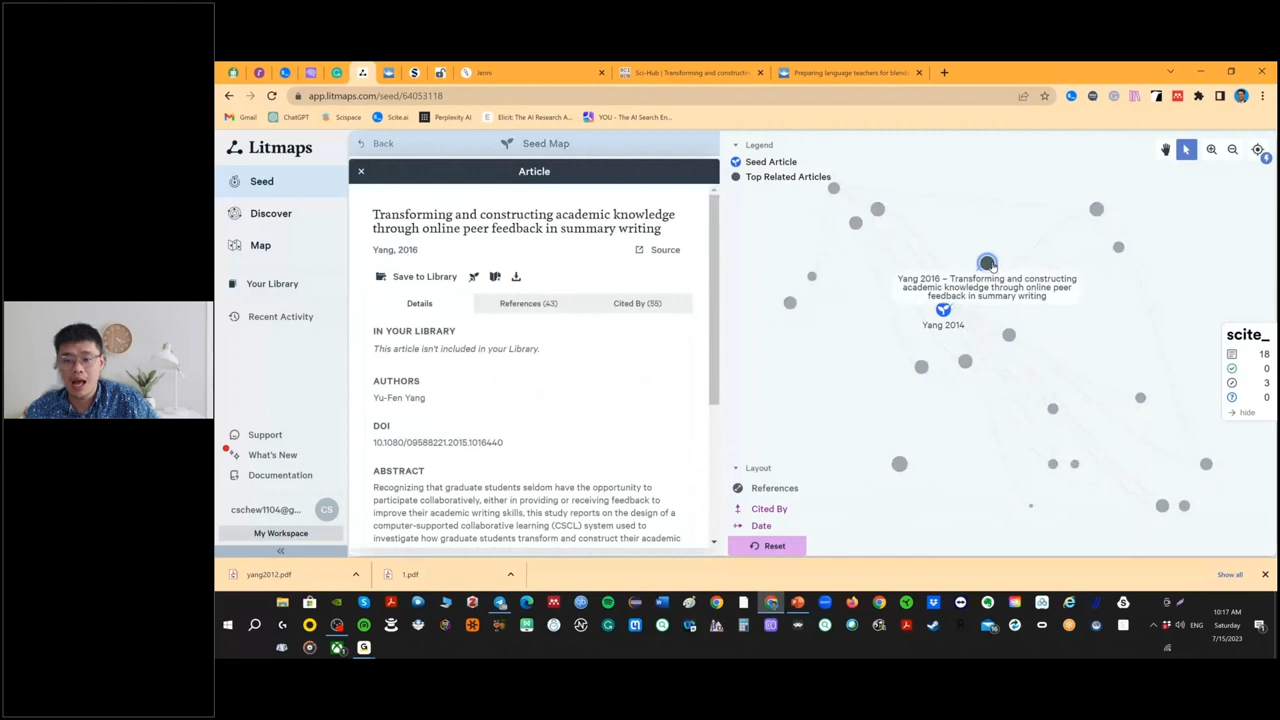 Jenni
Sci-Hub | Transforming and constructi
Preparing language teachers for blend
app.litmaps.com/seed/64053118
Gmail
ChatGPT
Scispace
Scite.ai
Perplexity AI
Elicit: The AI Research A...
YOU - The AI Search En...
Litmaps
Seed
Discover
Map
Your Library
Recent Activity
Support
What's New
Documentation
cschew1104@g...
CS
My Workspace
Back
Seed Map
Article
Transforming and constructing academic knowledge
through online peer feedback in summary writing
Yang, 2016
Source
Save to Library
Details
References (43)
Cited By (55)
IN YOUR LIBRARY
This article isn't included in your Library.
AUTHORS
Yu-Fen Yang
DOI
10.1080/09588221.2015.1016440
ABSTRACT
Recognizing that graduate students seldom have the opportunity to
participate collaboratively, either in providing or receiving feedback to
improve their academic writing skills, this study reports on the design of a
computer-supported collaborative learning (CSCL) system used to
investigate how graduate students transform and construct their academic
Legend
Seed Article
Top Related Articles
Yang 2016 – Transforming and constructing
academic knowledge through online peer
feedback in summary writing
Yang 2014
scite_
18
0
3
0
hide
Layout
References
Cited By
Date
Reset
yang2012.pdf
1.pdf
Show all
ENG
10:17 AM
Saturday
7/15/2023